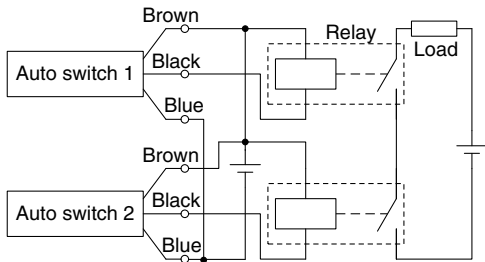 Brown
Relay
Load
Auto switch 1
Black
Blue
Brown
Auto switch 2
Black
Blue